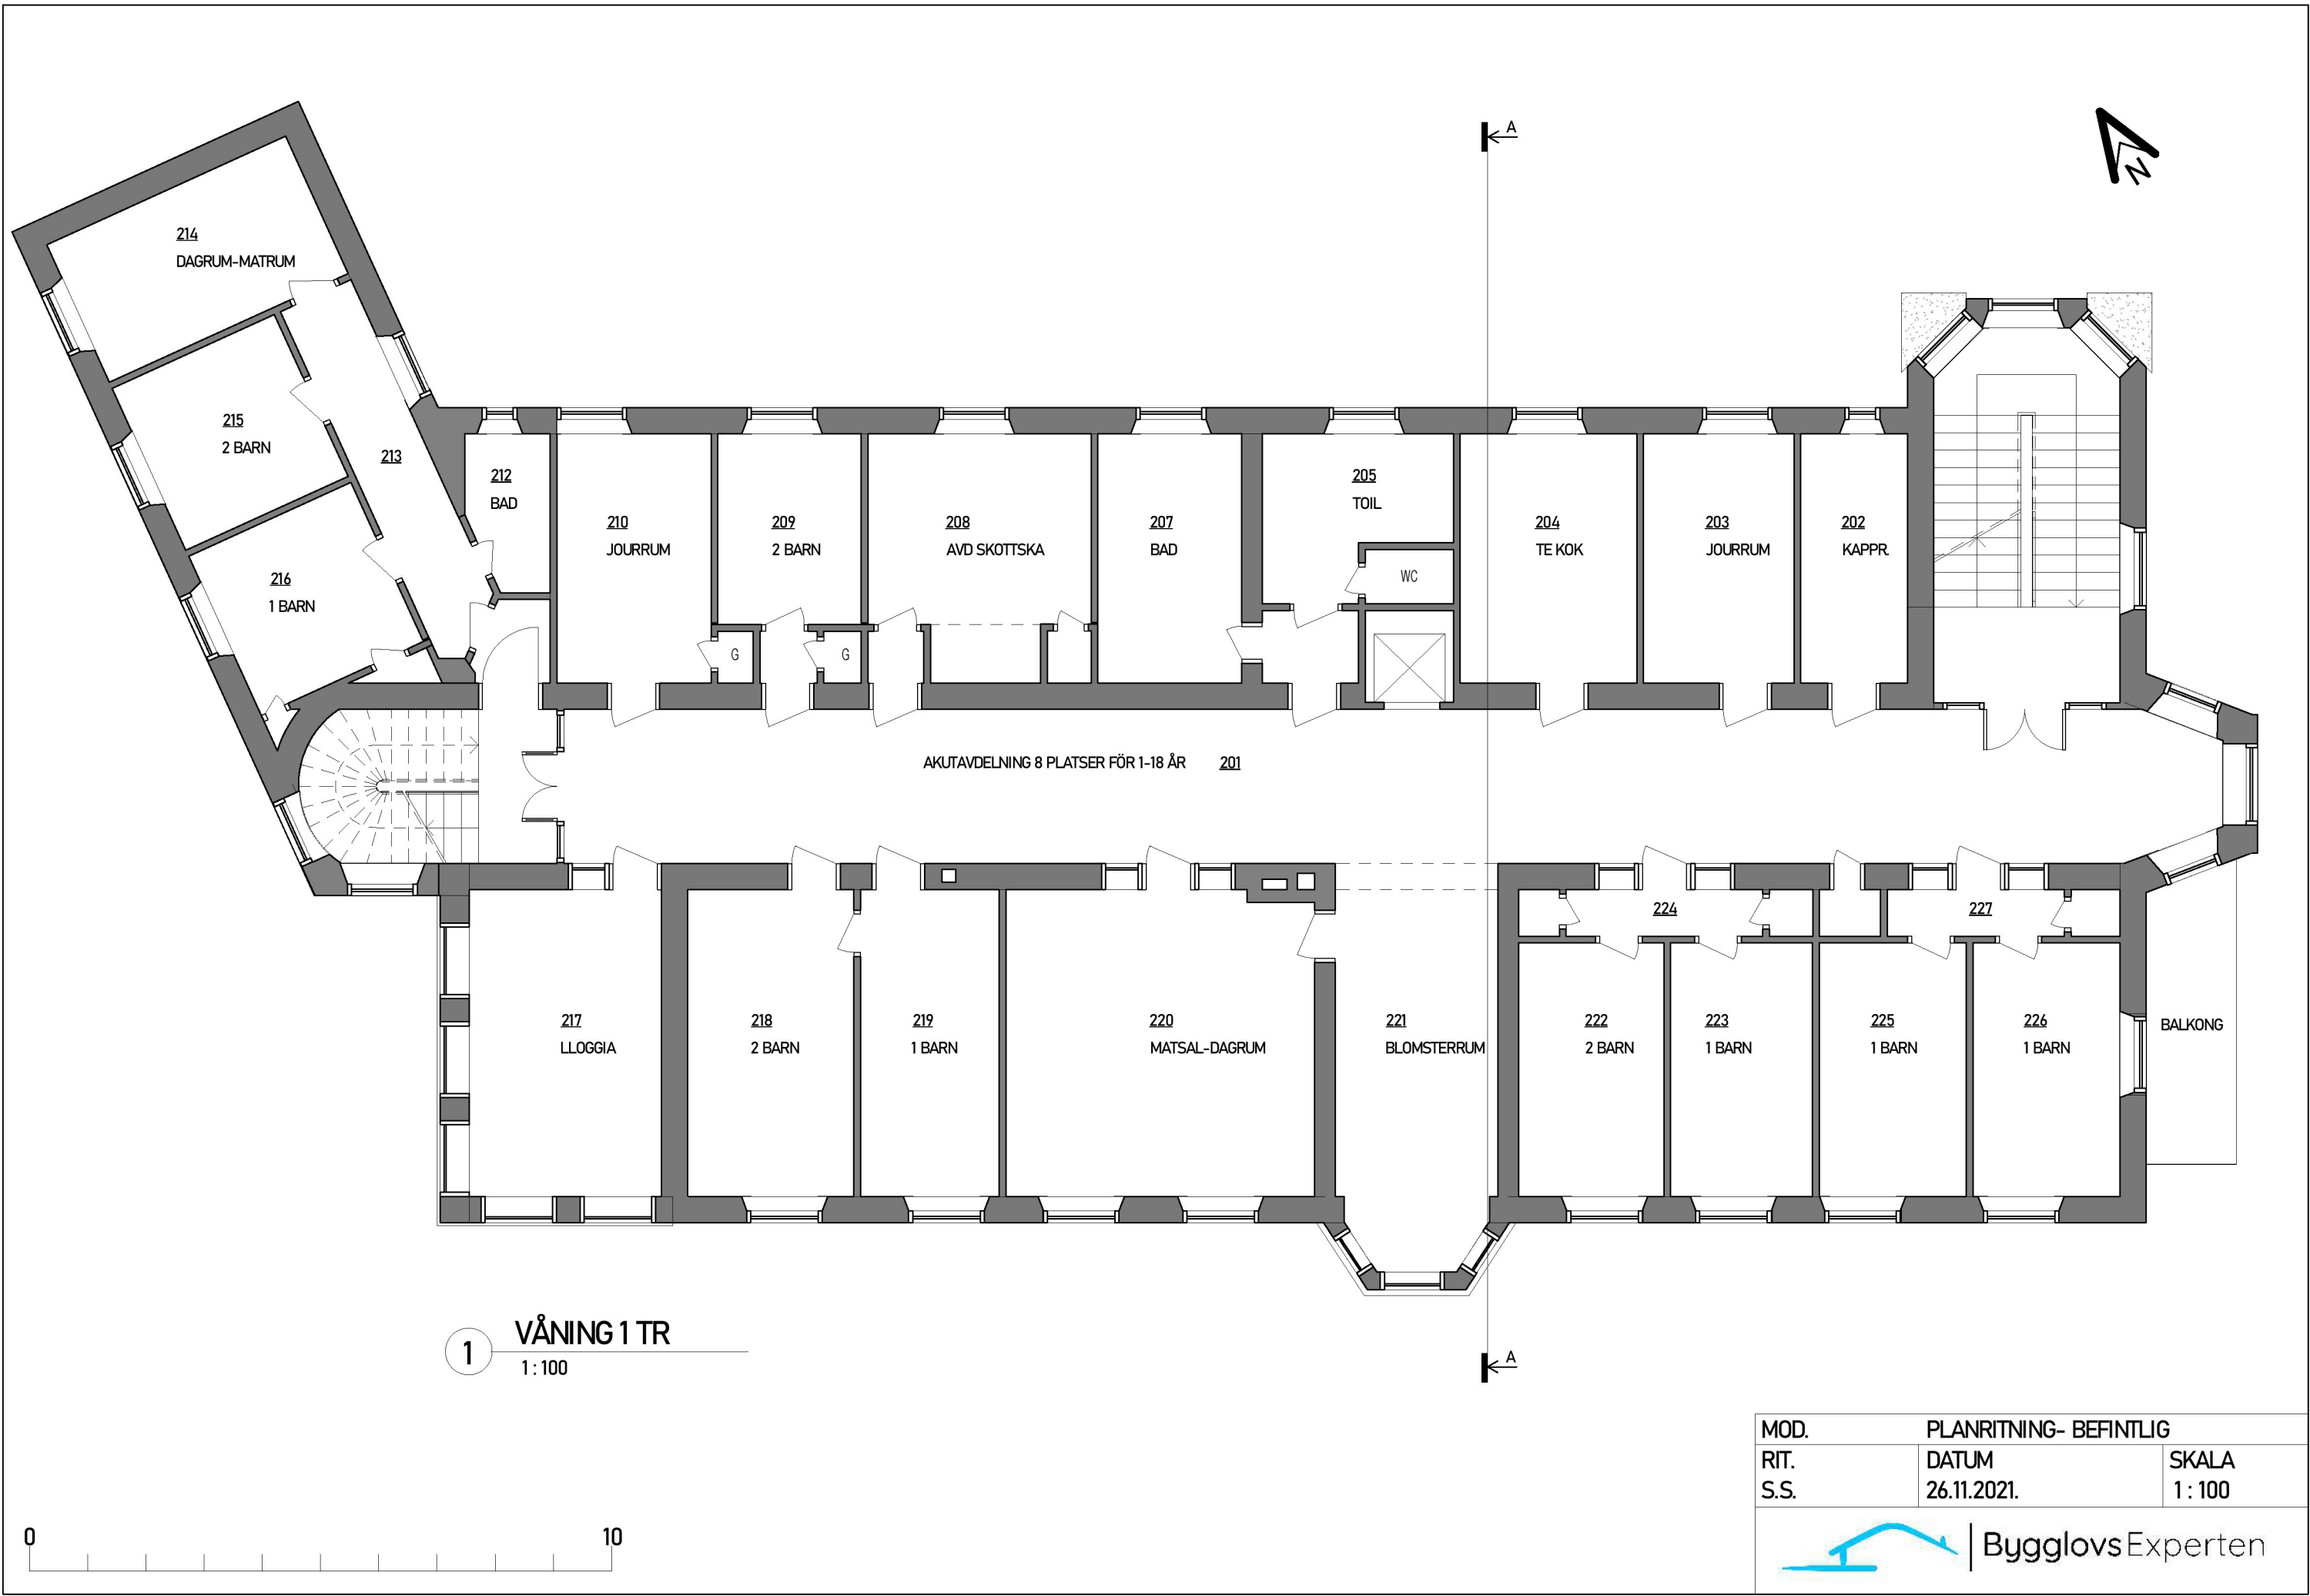 A
N
214
DAGRUM-MATRUM
215
2 BARN
213
216
1 BARN
212
BAD
210
JOURRUM
209
2 BARN
208
AVD SKOTTSKA
207
BAD
205
TOIL
WC
204
TE KOK
203
JOURRUM
202
KAPPR.
G
G
AKUTAVDELNING 8 PLATSER FÖR 1-18 ÅR 201
224
227
217
LLOGGIA
218
2 BARN
219
1 BARN
220
MATSAL-DAGRUM
221
BLOMSTERRUM
222
2 BARN
223
1 BARN
225
1 BARN
226
1 BARN
BALKONG
1
VÅNING 1 TR
1 : 100
A
MOD. PLANRITNING- BEFINTLIG
RIT. DATUM SKALA
S.S. 26.11.2021. 1 : 100
BygglovsExperten
0 10